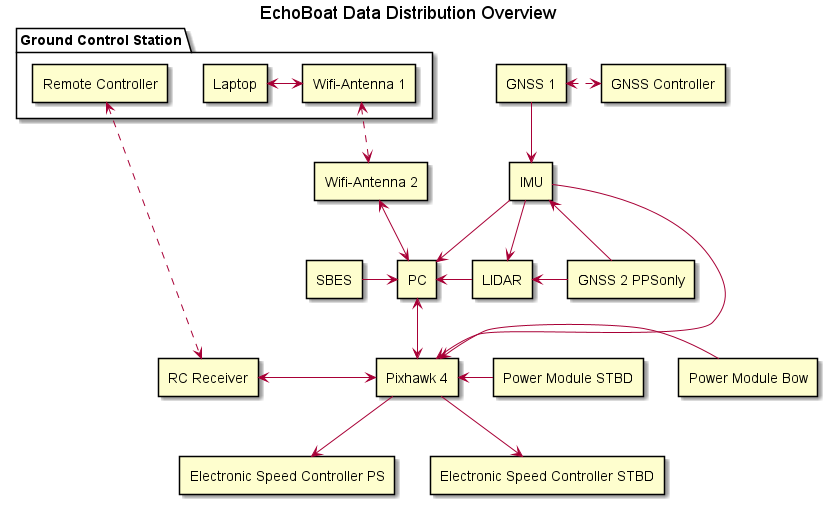 EchoBoat Data Distribution Overview
Ground Control Station
Remote Controller
Laptop
Wifi-Antenna 1
GNSS 1
GNSS Controller
Wifi-Antenna 2
IMU
SBES
PC
LIDAR
GNSS 2 PPSonly
RC Receiver
Pixhawk 4
Power Module STBD
Power Module Bow
Electronic Speed Controller PS
Electronic Speed Controller STBD